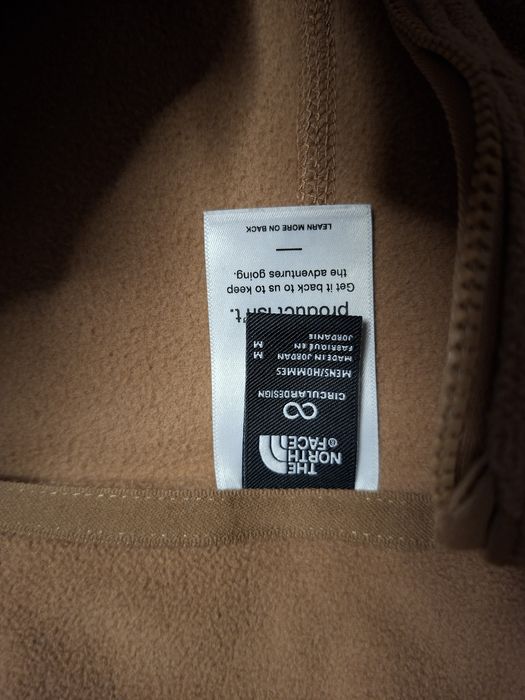 THE
NORTH
FACE®
CIRCULARDESIGN
MENS/HOMMES
MADE IN JORDAN M
FABRIQUÉ EN M
JORDANIE
product isn't.
Get it back to us to keep
the adventures going.
LEARN MORE ON BACK